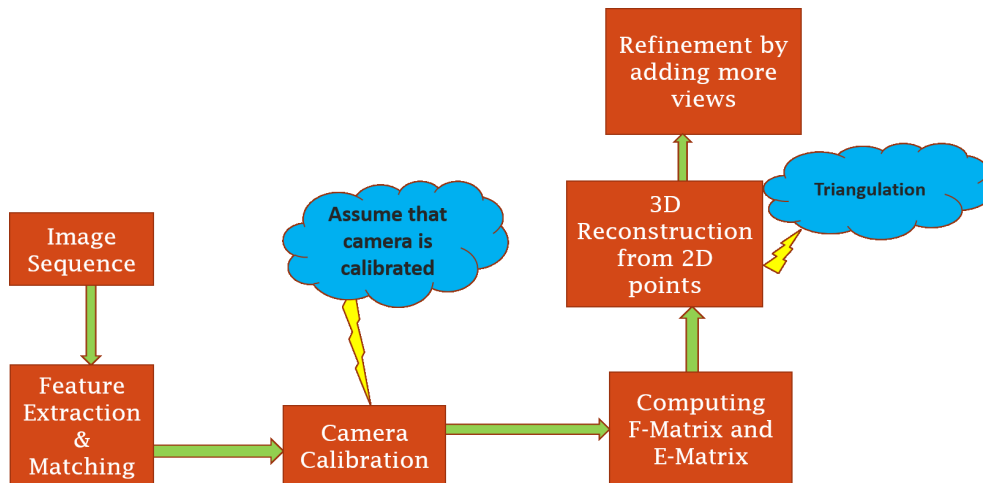 Image
Sequence
Feature
Extraction
&
Matching
Assume that
camera is
calibrated
Camera
Calibration
Computing
F-Matrix and
E-Matrix
3D
Reconstruction
from 2D
points
Triangulation
Refinement by
adding more
views